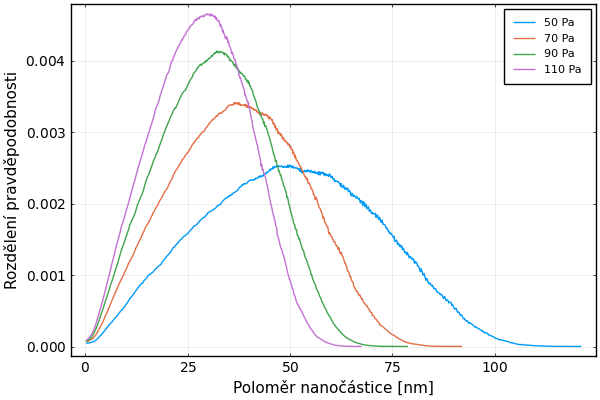 Rozdělení pravděpodobnosti
0.004
0.003
0.002
0.001
0.000
50 Pa
70 Pa
90 Pa
110 Pa
0 25 50 75 100
Poloměr nanočástice [nm]